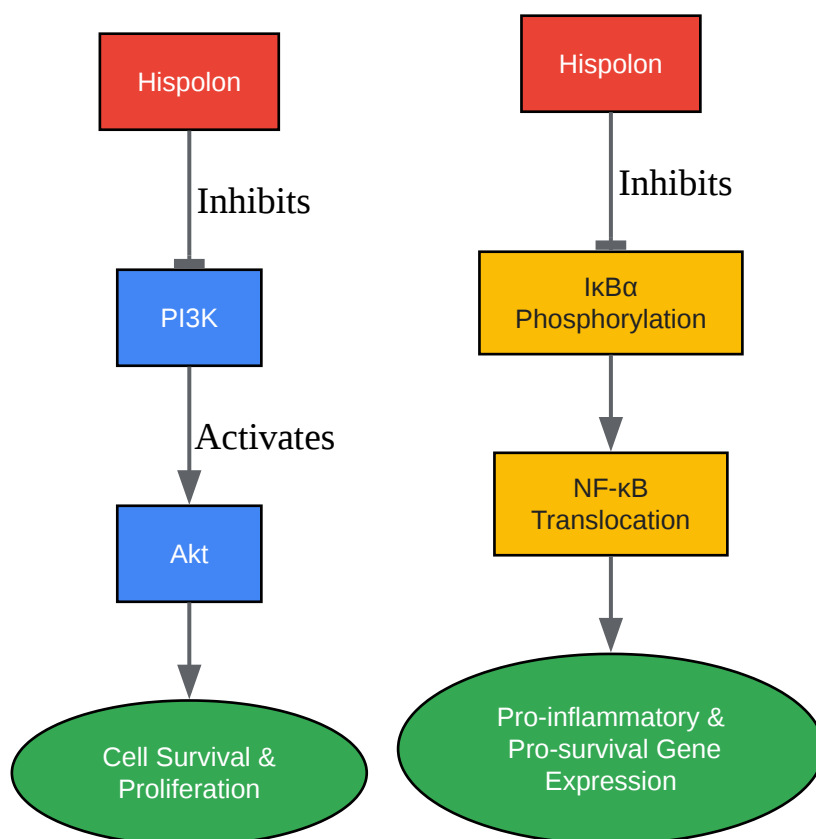 Hispolon
Inhibits
PI3K
Activates
Akt
Cell Survival &
Proliferation
Hispolon
Inhibits
IκBα
Phosphorylation
NF-κB
Translocation
Pro-inflammatory &
Pro-survival Gene
Expression